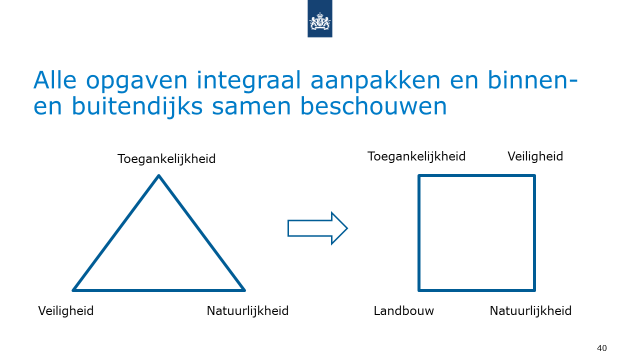 Alle opgaven integraal aanpakken en binnen-
en buitendijks samen beschouwen
Toegankelijkheid
Veiligheid
Natuurlijkheid
Toegankelijkheid
Veiligheid
Landbouw
Natuurlijkheid
40